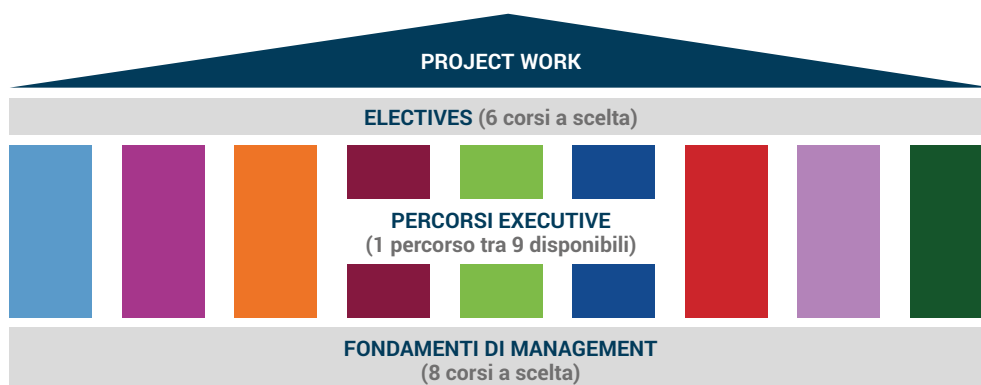 PROJECT WORK
ELECTIVES (6 corsi a scelta)
PERCORSI EXECUTIVE
(1 percorso tra 9 disponibili)
FONDAMENTI DI MANAGEMENT
(8 corsi a scelta)